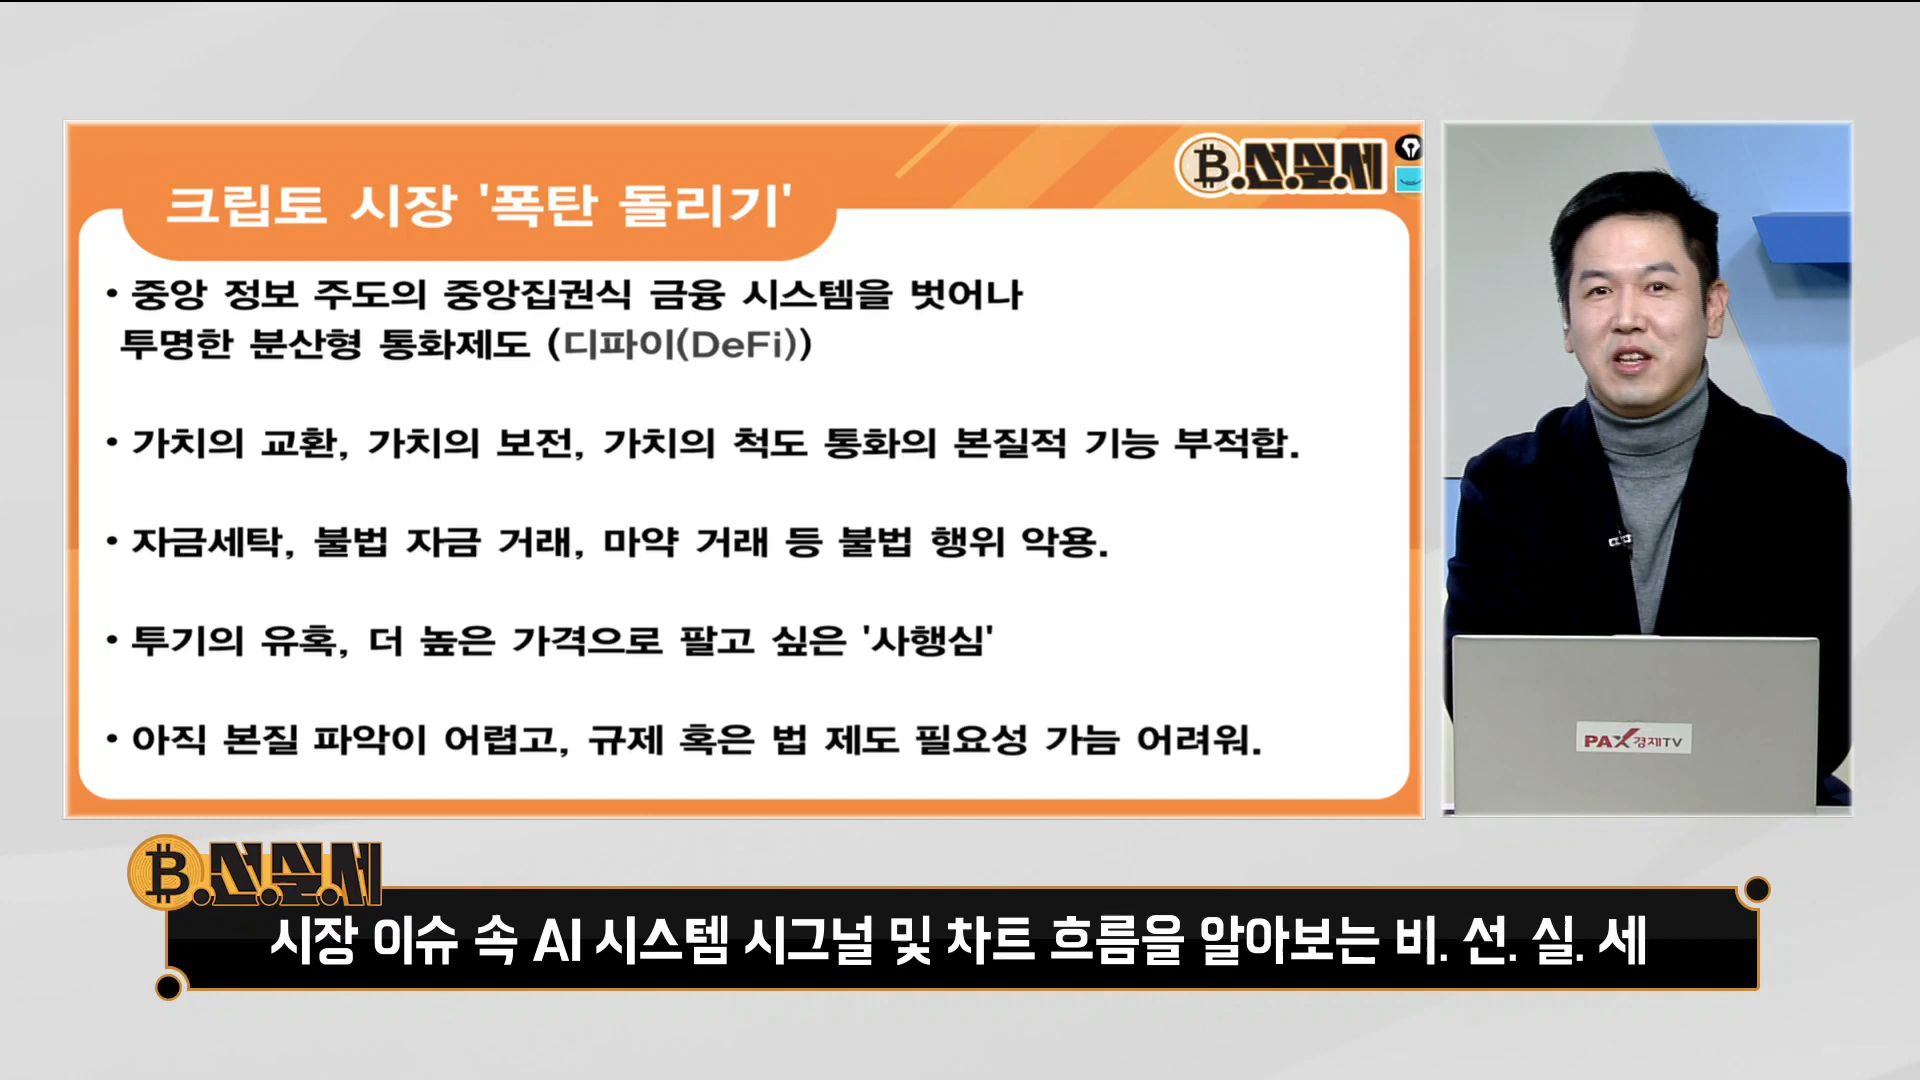 B.선.실.세
크립토 시장 '폭탄 돌리기'
• 중앙 정보 주도의 중앙집권식 금융 시스템을 벗어나
투명한 분산형 통화제도 (디파이(DeFi))
• 가치의 교환, 가치의 보전, 가치의 척도 통화의 본질적 기능 부적합.
• 자금세탁, 불법 자금 거래, 마약 거래 등 불법 행위 악용.
• 투기의 유혹, 더 높은 가격으로 팔고 싶은 '사행심'
• 아직 본질 파악이 어렵고, 규제 혹은 법 제도 필요성 가늠 어려워.
PAX경제TV
B.선.실.세
시장 이슈 속 AI 시스템 시그널 및 차트 흐름을 알아보는 비. 선. 실. 세